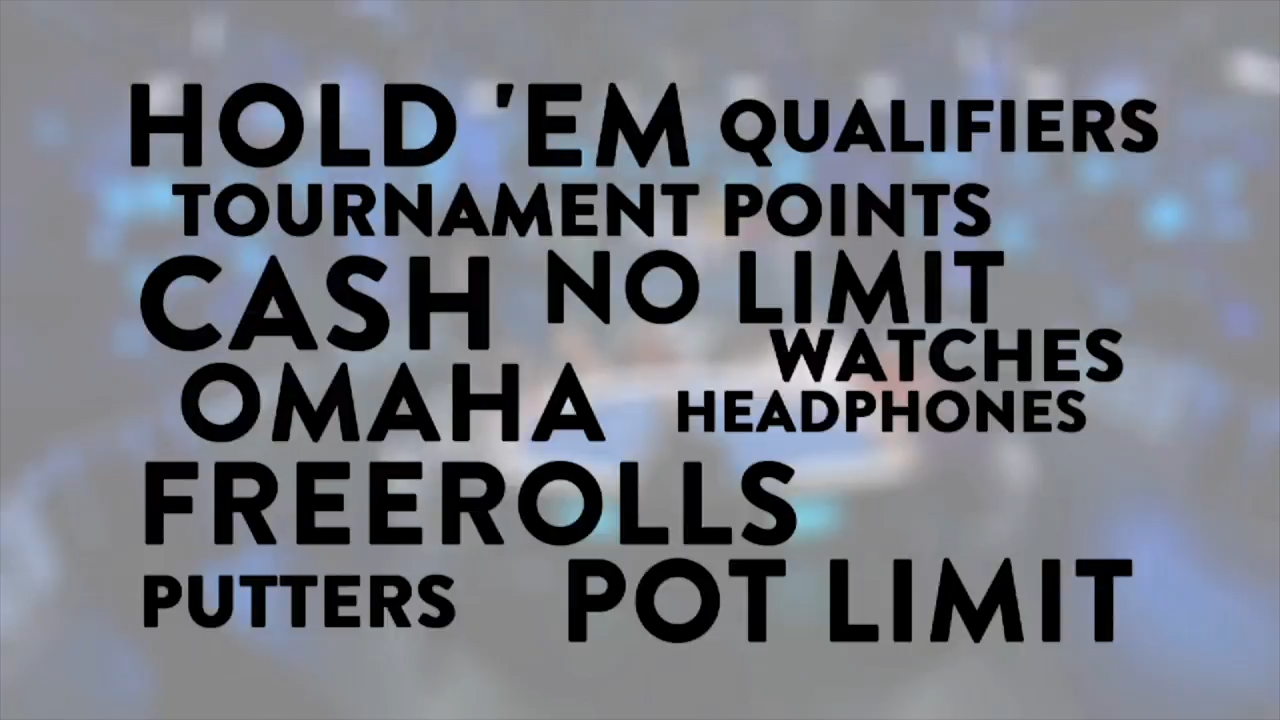 HOLD 'EM QUALIFIERS
TOURNAMENT POINTS
CASH NO LIMIT
WATCHES
OMAHA HEADPHONES
FREEROLLS
PUTTERS POT LIMIT